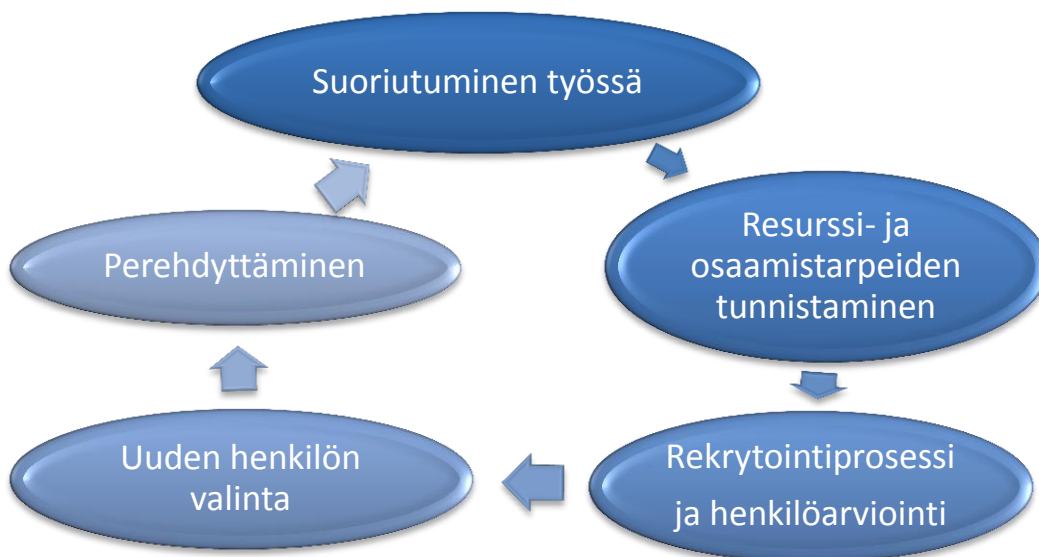 Suoriutuminen työssä
Resurssi- ja
osaamistarpeiden
tunnistaminen
Rekrytointiprosessi
ja henkilöarviointi
Uuden henkilön
valinta
Perehdyttäminen